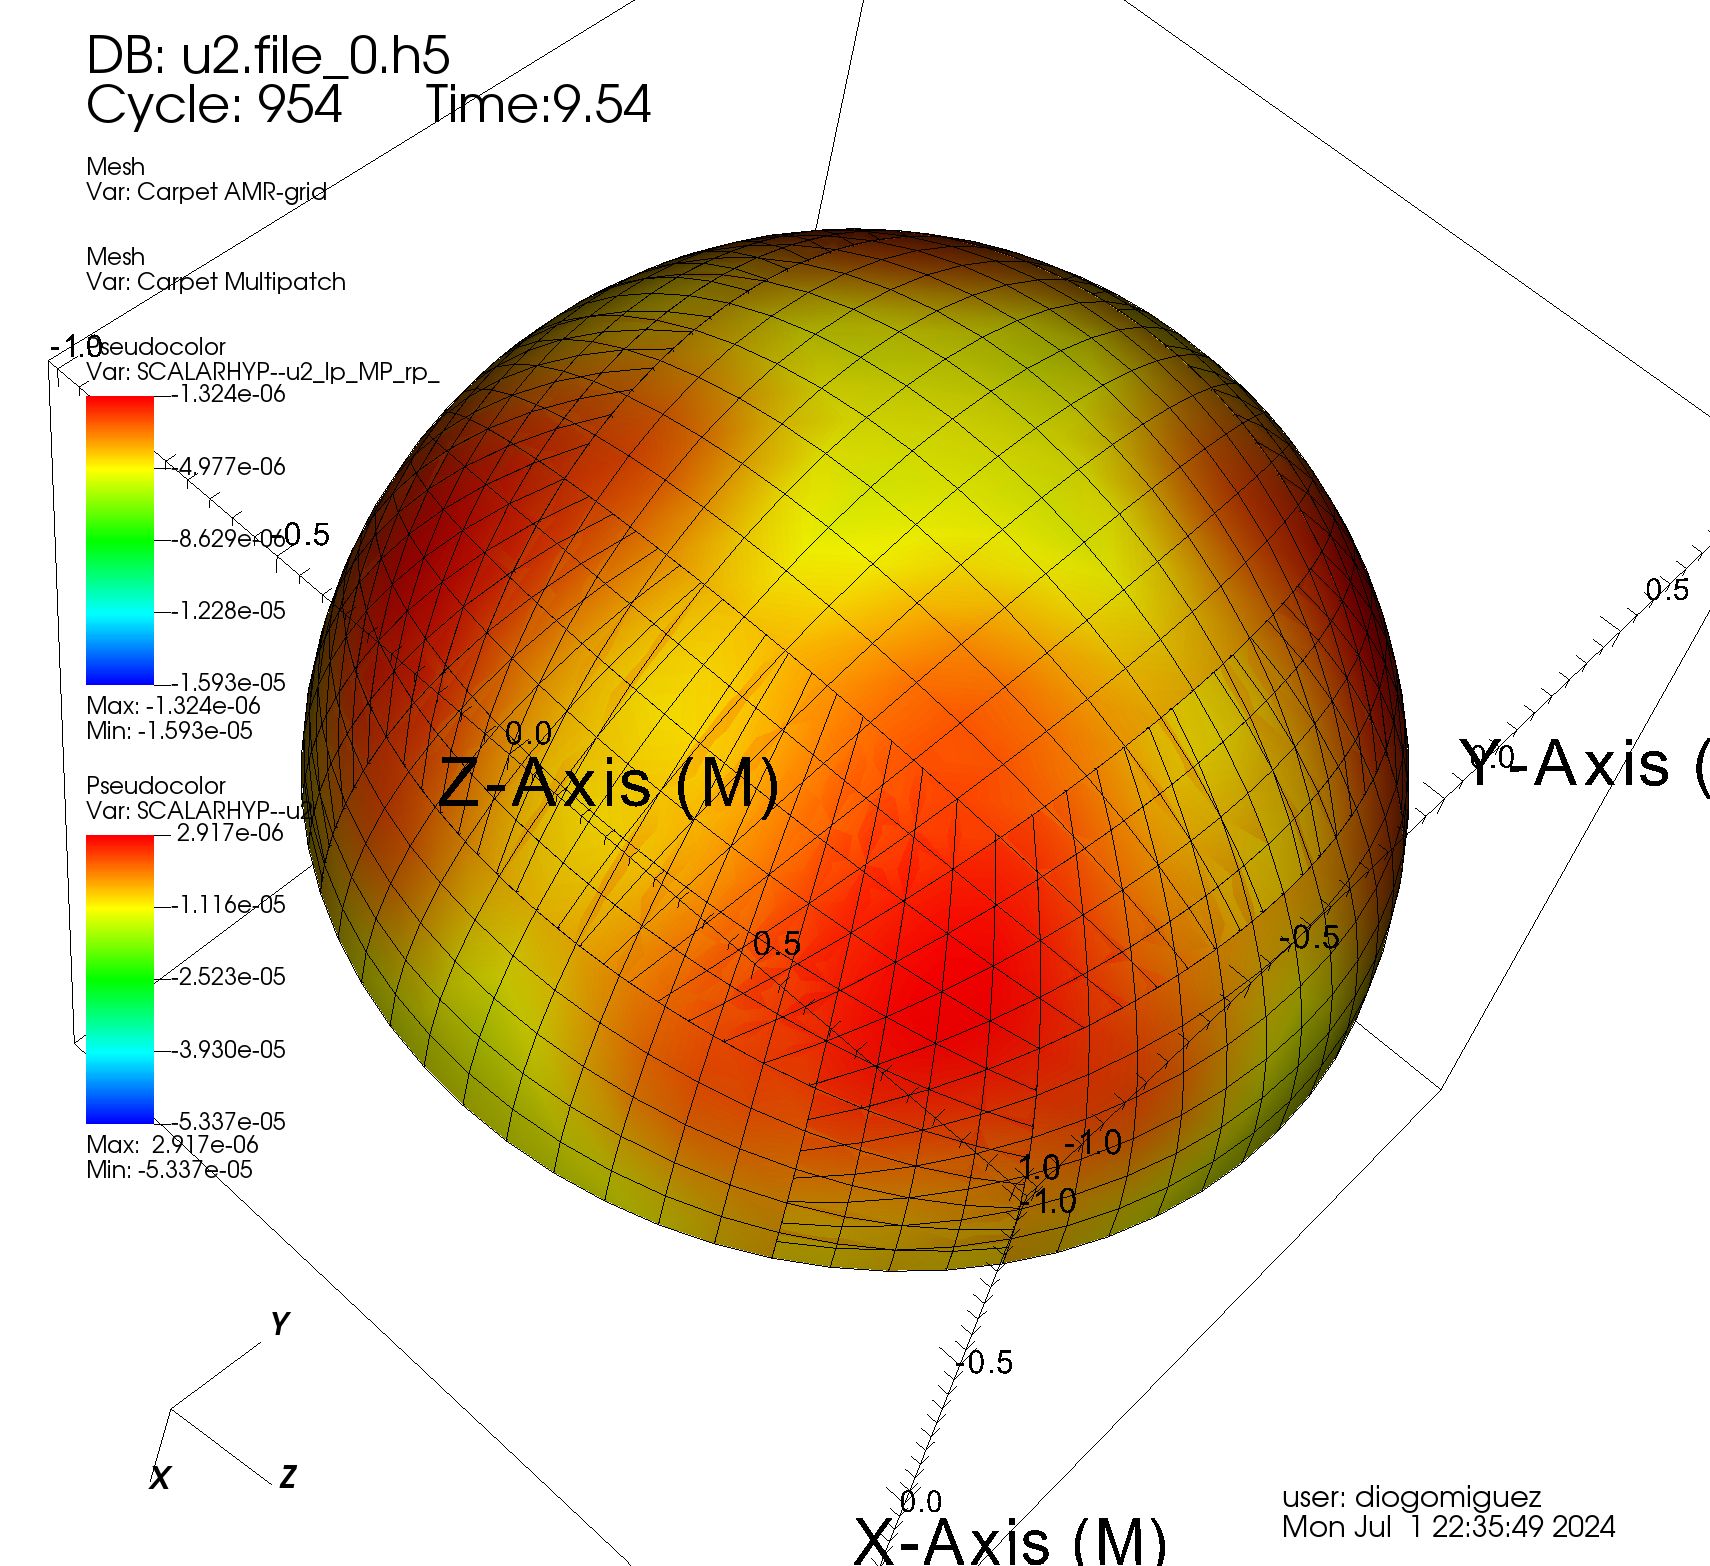 DB: u2.file_0.h5
Cycle: 954 Time:9.54
Mesh
Var: Carpet AMR-grid
Mesh
Var: Carpet Multipatch
-1.0
Pseudocolor
Var: SCALARHYP--u2_lp_MP_rp_
-1.324e-06
-4.977e-06
-8.629e-06
-1.228e-05
-1.593e-05
Max: -1.324e-06
Min: -1.593e-05
Pseudocolor
Var: SCALARHYP--u2
2.917e-06
-1.116e-05
-2.523e-05
-3.930e-05
-5.337e-05
Max: 2.917e-06
Min: -5.337e-05
-0.5
0.0
Z-Axis (M)
0.5
1.0
0.5
0.0
Y-Axis (
-0.5
-1.0
-1.0
-0.5
0.0
X-Axis (M)
Y
X
Z
user: diogomiguez
Mon Jul 1 22:35:49 2024